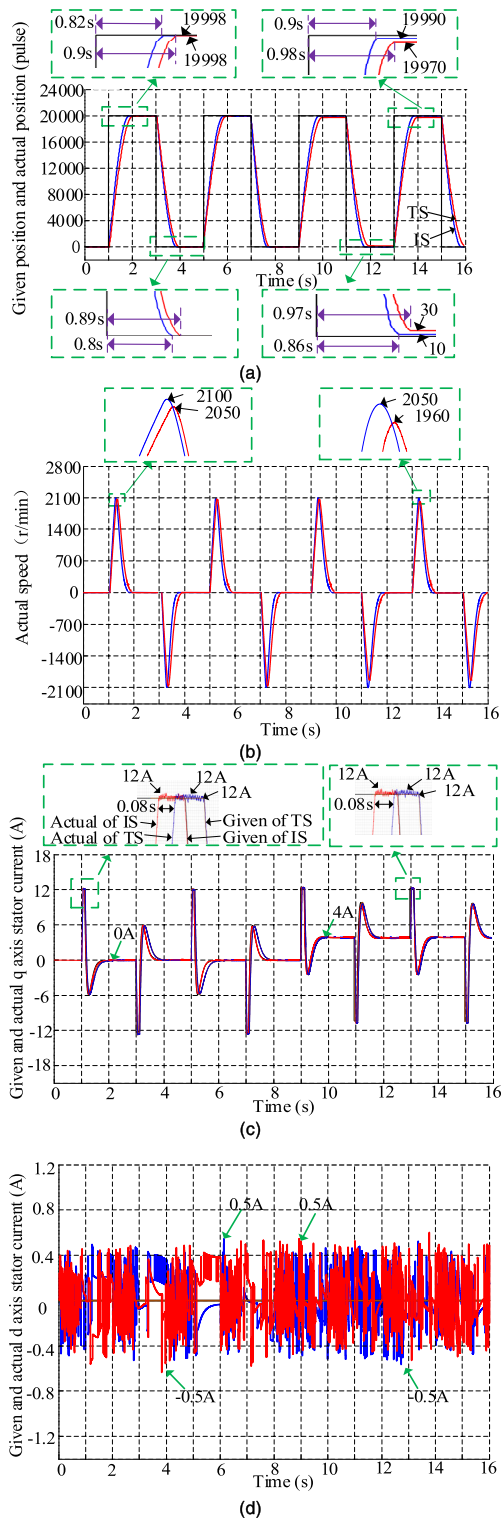 0.82s
0.9s
19998
19998
0.9s
0.98s
19990
19970
Given position and actual position (pulse)
24000
20000
16000
12000
8000
4000
0
TS
IS
0 2 4 6 8 10 12 14 16
Time (s)
0.89s
0.8s
0.97s
0.86s
30
10
(a)
2100
2050
2050
1960
Actual speed (r/min)
2800
2100
1400
700
0
-700
-1400
-2100
0 2 4 6 8 10 12 14 16
Time (s)
(b)
12A
12A
12A
0.08s
Actual of IS
Given of TS
Actual of TS
Given of IS
12A
12A
12A
0.08s
Given and actual q axis stator current (A)
18
12
6
0
-6
-12
-18
0A
4A
0 2 4 6 8 10 12 14 16
Time (s)
(c)
Given and actual d axis stator current (A)
1.2
0.8
0.4
0
-0.4
-0.8
-1.2
0.5A
0.5A
-0.5A
-0.5A
0 2 4 6 8 10 12 14 16
Time (s)
(d)